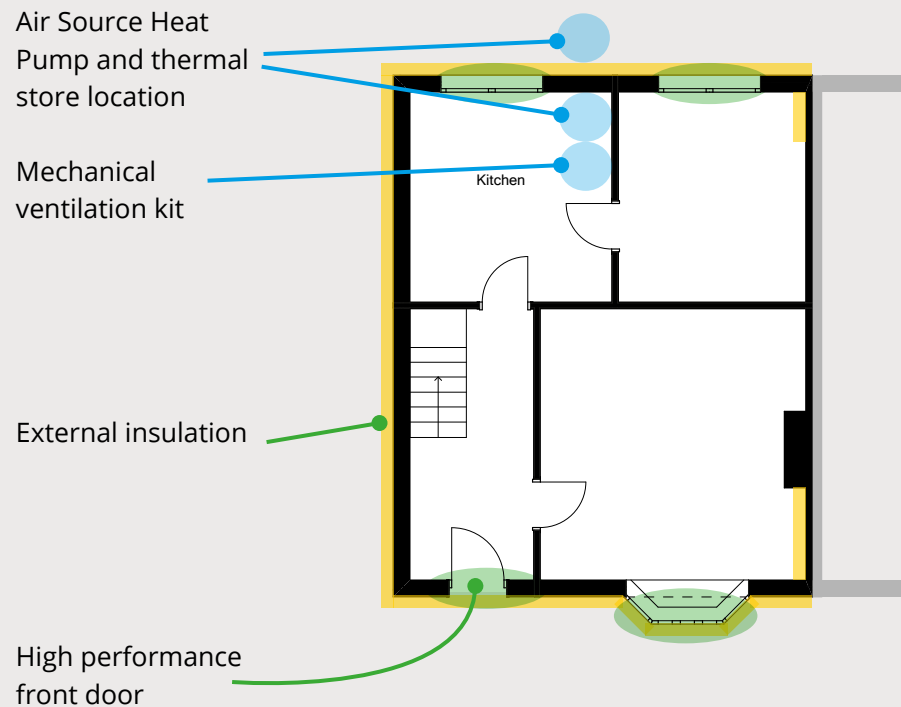 Air Source Heat
Pump and thermal
store location
Mechanical
ventilation kit
Kitchen
External insulation
High performance
front door